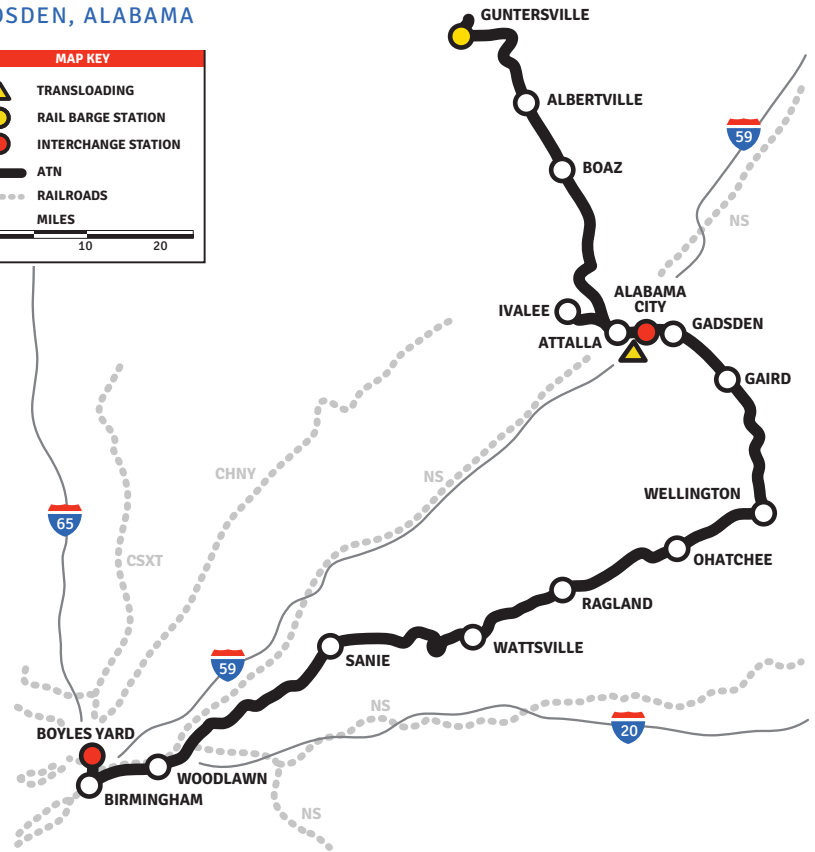 DSDEN, ALABAMA
MAP KEY
TRANSLOADING
RAIL BARGE STATION
INTERCHANGE STATION
ATN
RAILROADS
MILES
10 20
GUNTERSVILLE
ALBERTVILLE
59
BOAZ
NS
ALABAMA
CITY
IVALEE
GADSDEN
ATTALLA
GAIRD
CHNY
NS
WELLINGTON
65
CSXT
OHATCHEE
RAGLAND
WATTSVILLE
SANIE
59
NS
20
BOYLES YARD
WOODLAWN
BIRMINGHAM
NS